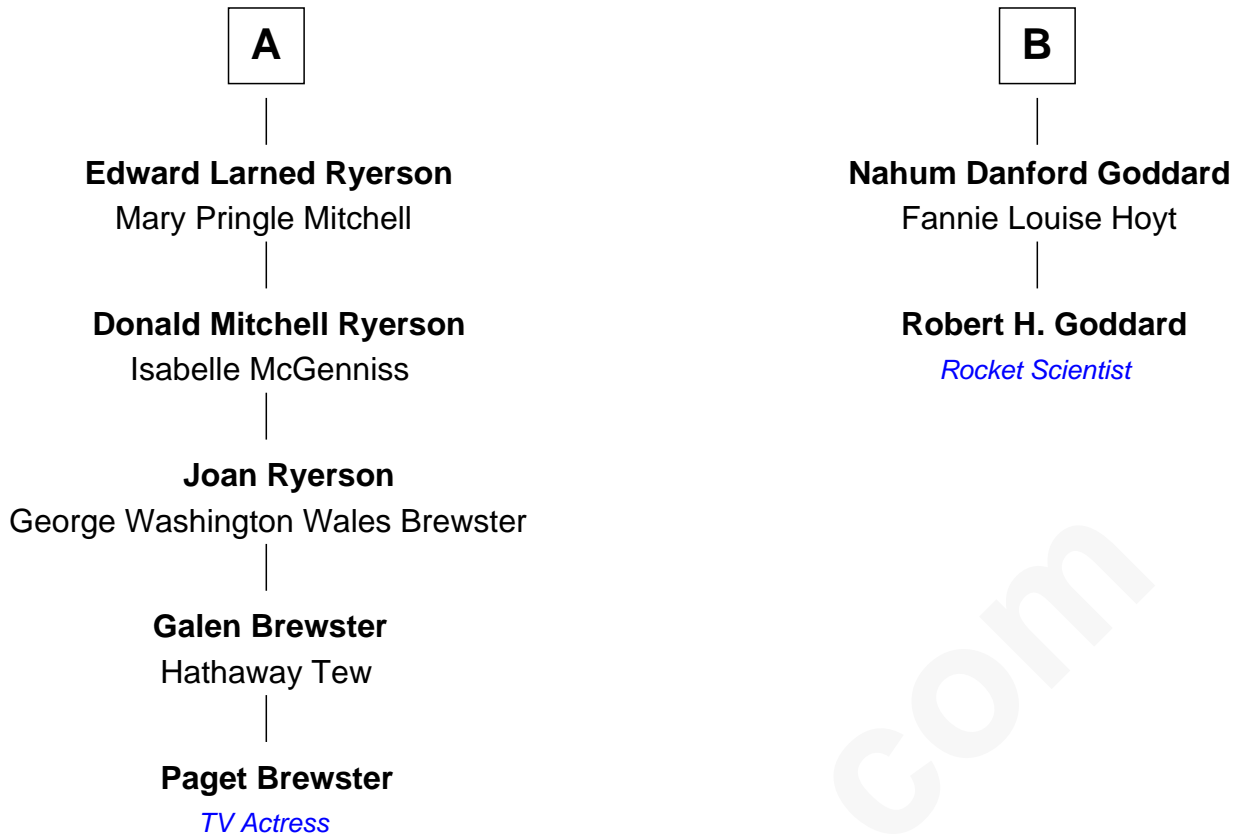 A
Edward Larned Ryerson
Mary Pringle Mitchell
Donald Mitchell Ryerson
Isabelle McGenniss
Joan Ryerson
George Washington Wales Brewster
Galen Brewster
Hathaway Tew
Paget Brewster
TV Actress
B
Nahum Danford Goddard
Fannie Louise Hoyt
Robert H. Goddard
Rocket Scientist
com